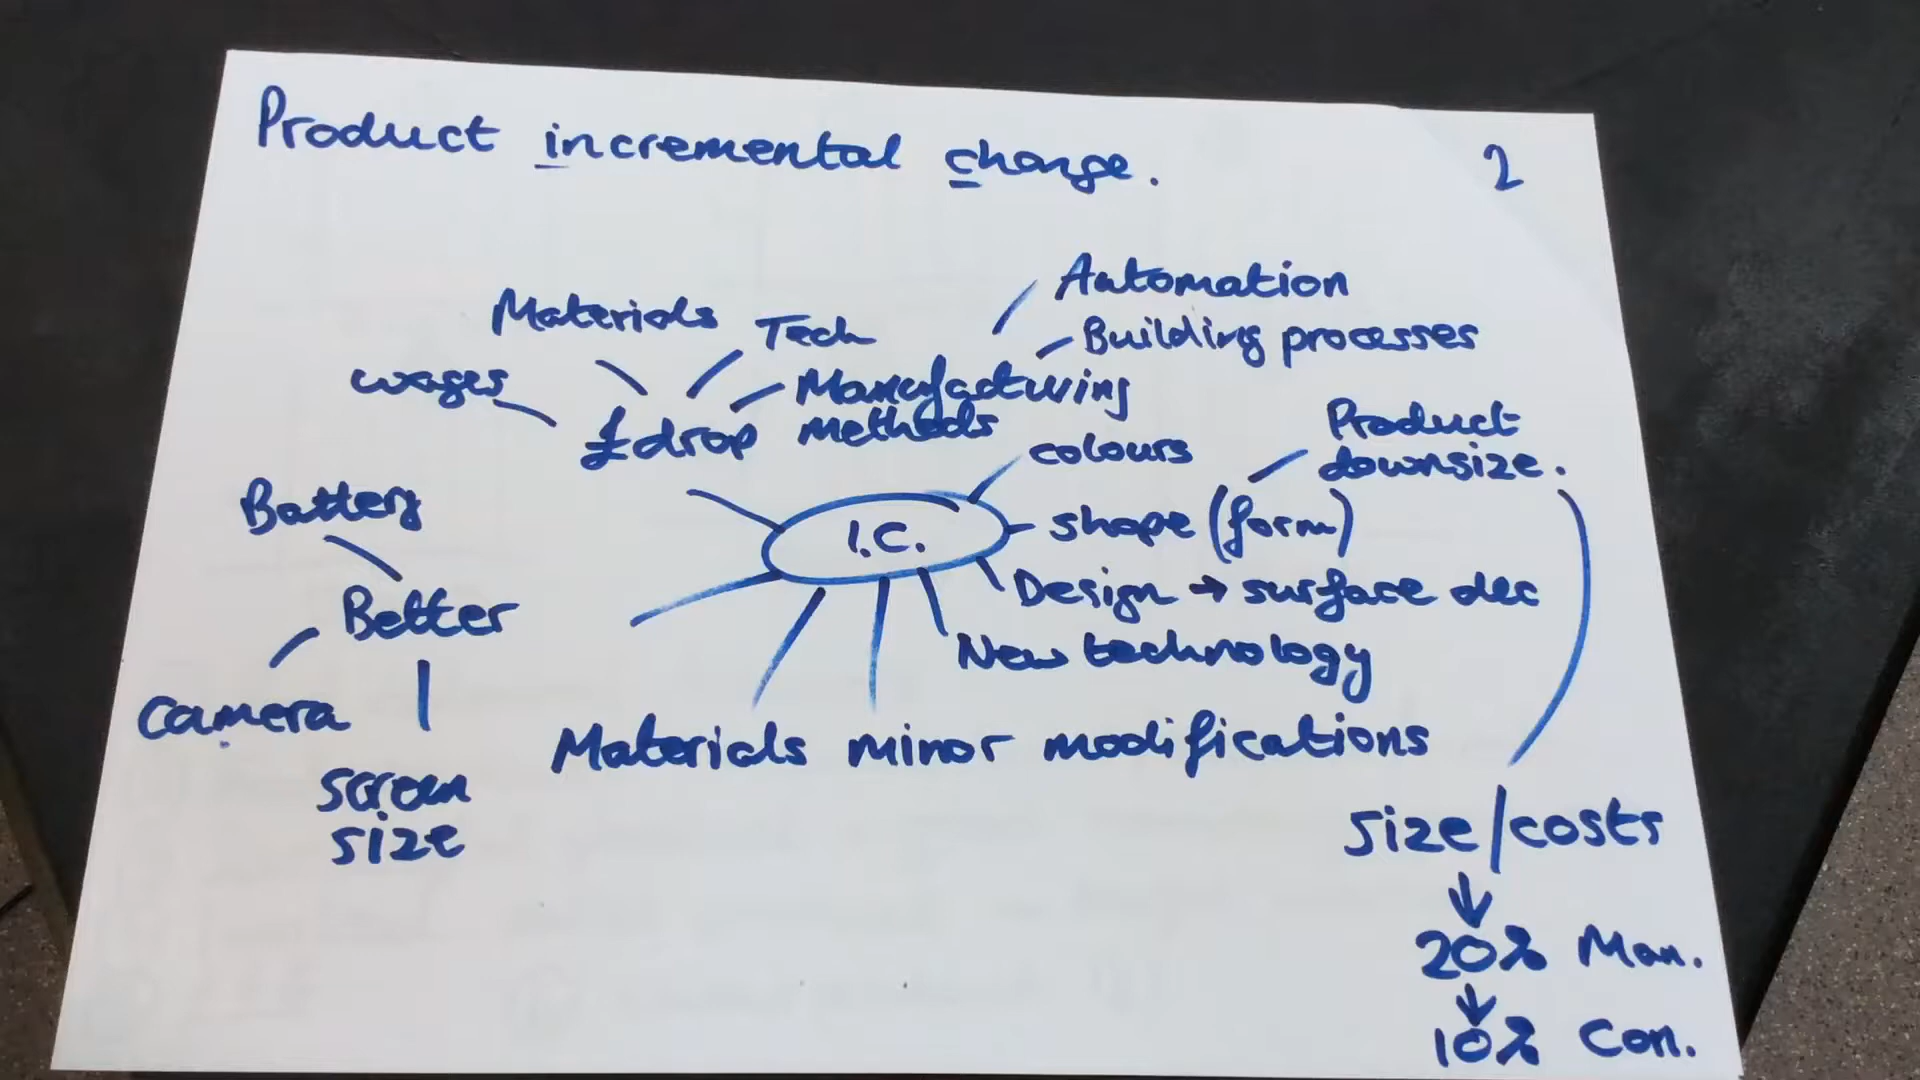 Product incremental change.
2
Automation
Building processes
Materials
Tech
wages
Manufacturing
methods
£drop
colours
Product
downsize.
Battery
I.C.
shape (form)
Design → surface dec
Better
New technology
camera
Materials minor modifications
screen
size
size/costs
↓
20% Man.
↓
10% Con.